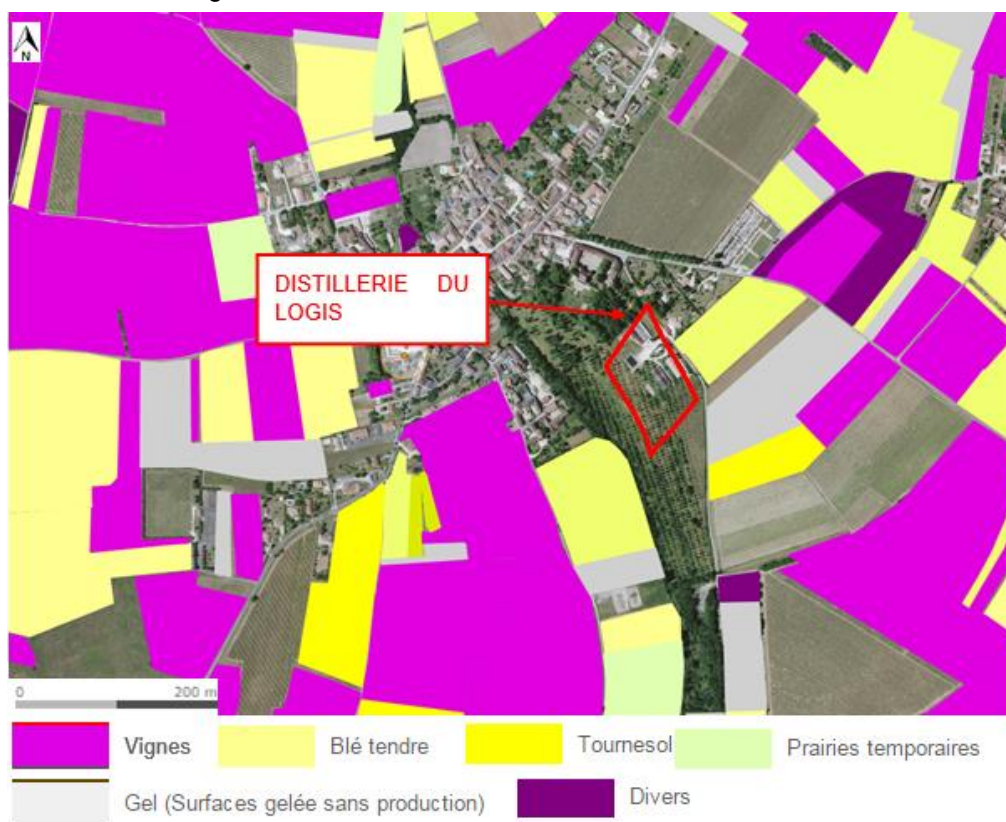 N
DISTILLERIE DU
LOGIS
0 200 m
Vignes Blé tendre Tournesol Prairies temporaires
Gel (Surfaces gelée sans production) Divers